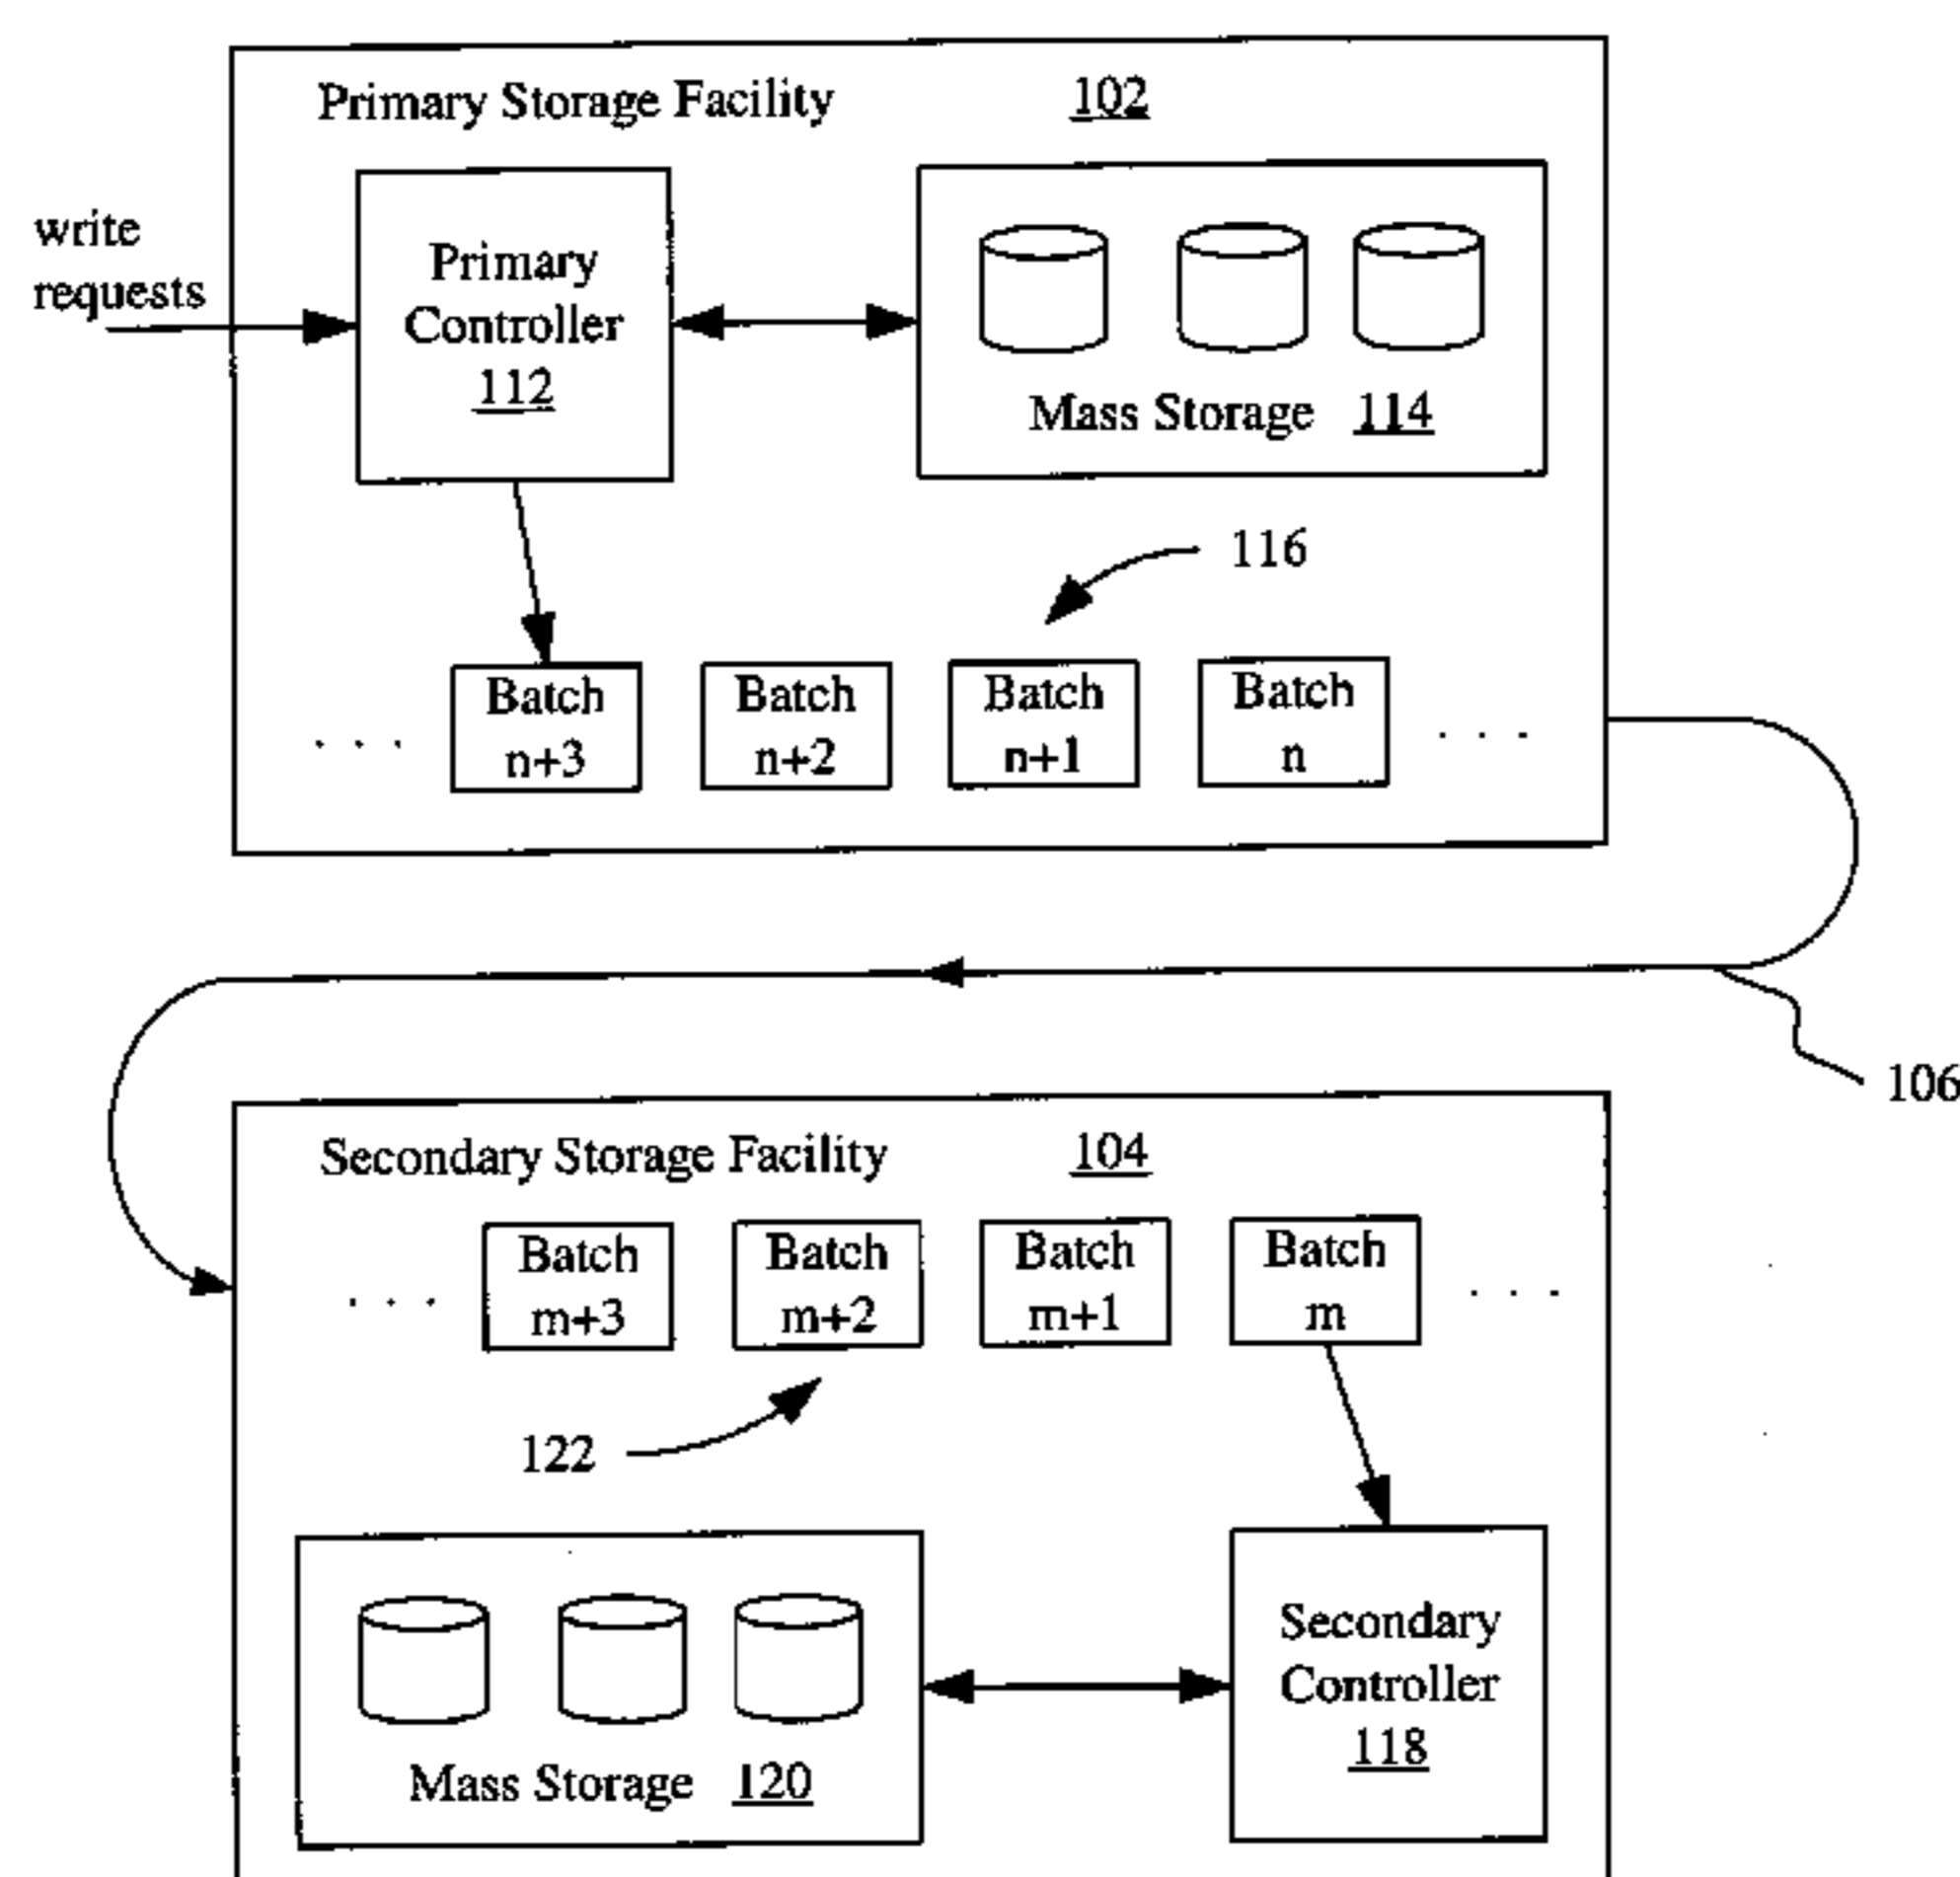 Primary Storage Facility 102
write
requests
Primary
Controller
112
Mass Storage 114
116
. . .
Batch
n+3
Batch
n+2
Batch
n+1
Batch
n
. . .
106
Secondary Storage Facility 104
. . .
Batch
m+3
Batch
m+2
Batch
m+1
Batch
m
. . .
122
Mass Storage 120
Secondary
Controller
118